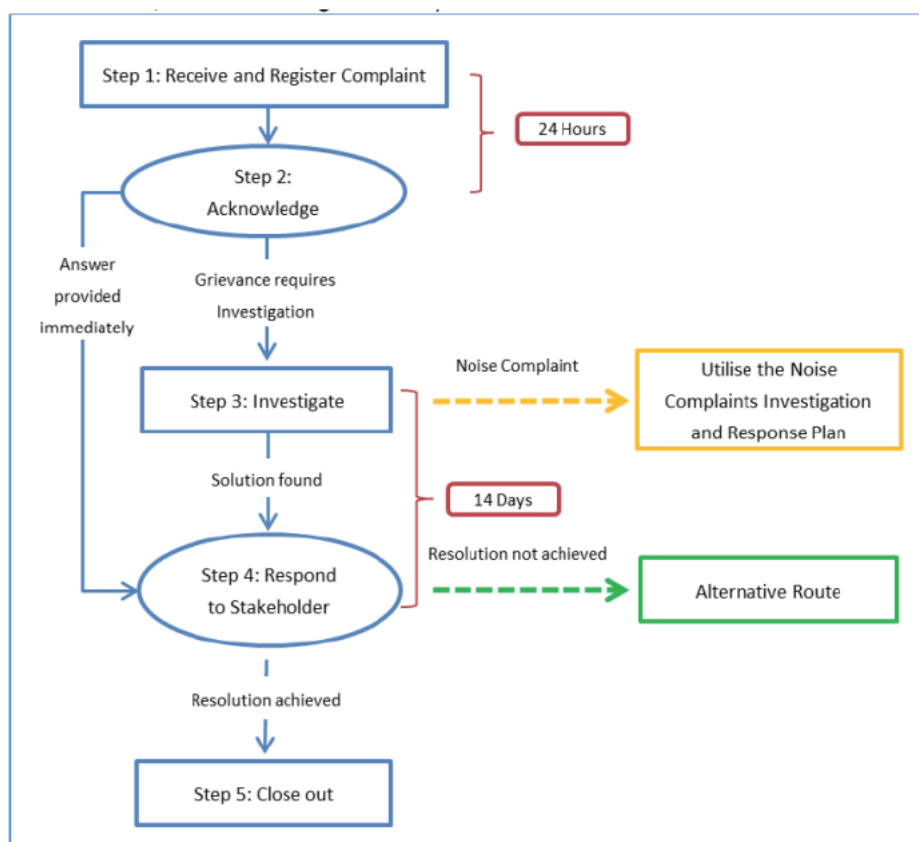 Step 1: Receive and Register Complaint
24 Hours
Step 2:
Acknowledge
Answer
provided
immediately
Grievance requires
Investigation
Step 3: Investigate
Noise Complaint
Utilise the Noise
Complaints Investigation
and Response Plan
Solution found
14 Days
Step 4: Respond
to Stakeholder
Resolution not achieved
Alternative Route
Resolution achieved
Step 5: Close out